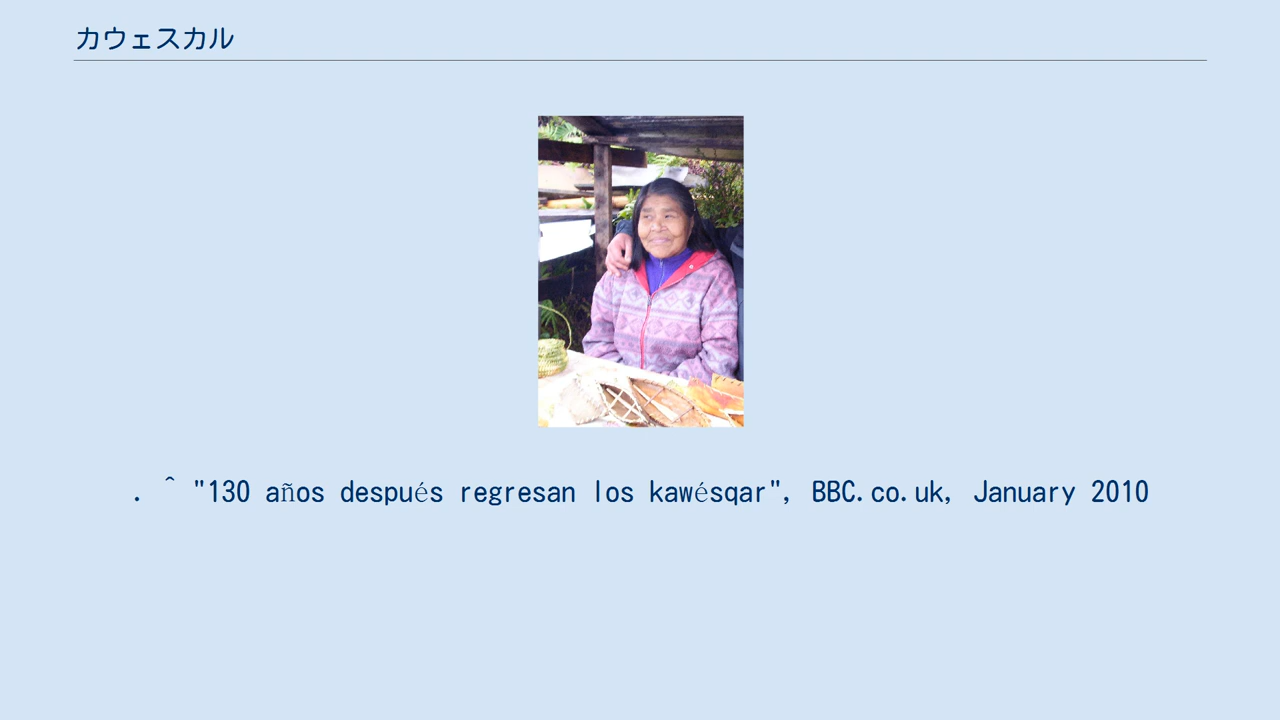 カウェスカル
. ^ "130 años después regresan los kawésqar", BBC.co.uk, January 2010